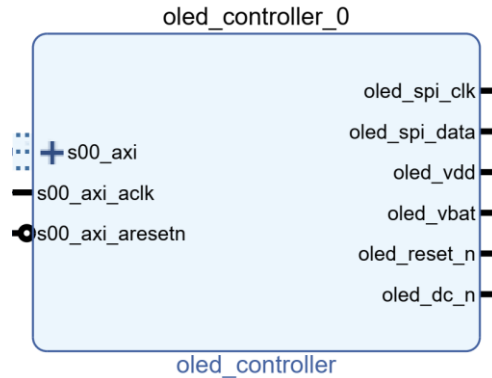 oled_controller_0
s00_axi
s00_axi_aclk
s00_axi_aresetn
oled_spi_clk
oled_spi_data
oled_vdd
oled_vbat
oled_reset_n
oled_dc_n
oled_controller